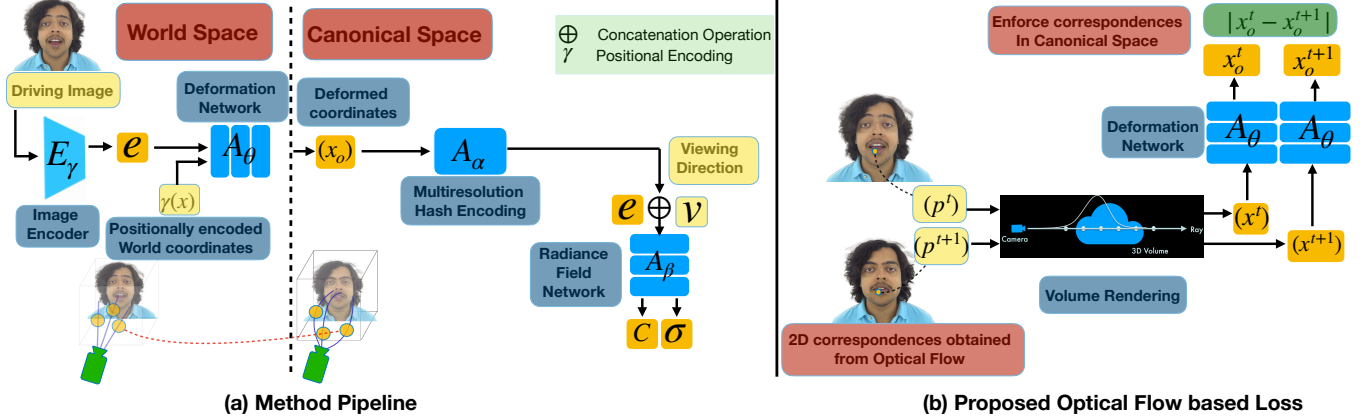 World Space
Canonical Space
⊕ Concatenation Operation
γ Positional Encoding
Driving Image
Deformation
Network
Deformed
coordinates
E_γ
e
A_θ
(x_o)
A_α
Viewing
Direction
γ(x)
Multiresolution
Hash Encoding
Image
Encoder
Positionally encoded
World coordinates
e ⊕ v
Radiance
Field
Network
A_β
C
σ
(a) Method Pipeline
Enforce correspondences
In Canonical Space
|x_o^t − x_o^{t+1}|
x_o^t
x_o^{t+1}
Deformation
Network
A_θ
A_θ
(p^t)
(p^{t+1})
Camera
Ray
3D Volume
(x^t)
(x^{t+1})
Volume Rendering
2D correspondences obtained
from Optical Flow
(b) Proposed Optical Flow based Loss